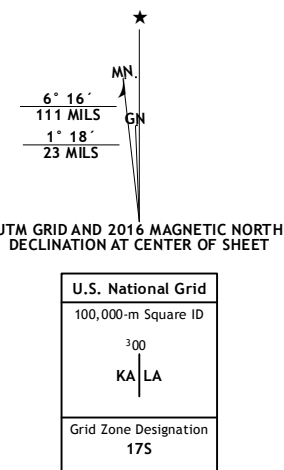 MN
6° 16´
111 MILS
GN
1° 18´
23 MILS
UTM GRID AND 2016 MAGNETIC NORTH
DECLINATION AT CENTER OF SHEET
U.S. National Grid
100,000-m Square ID
³00
KA LA
Grid Zone Designation
17S